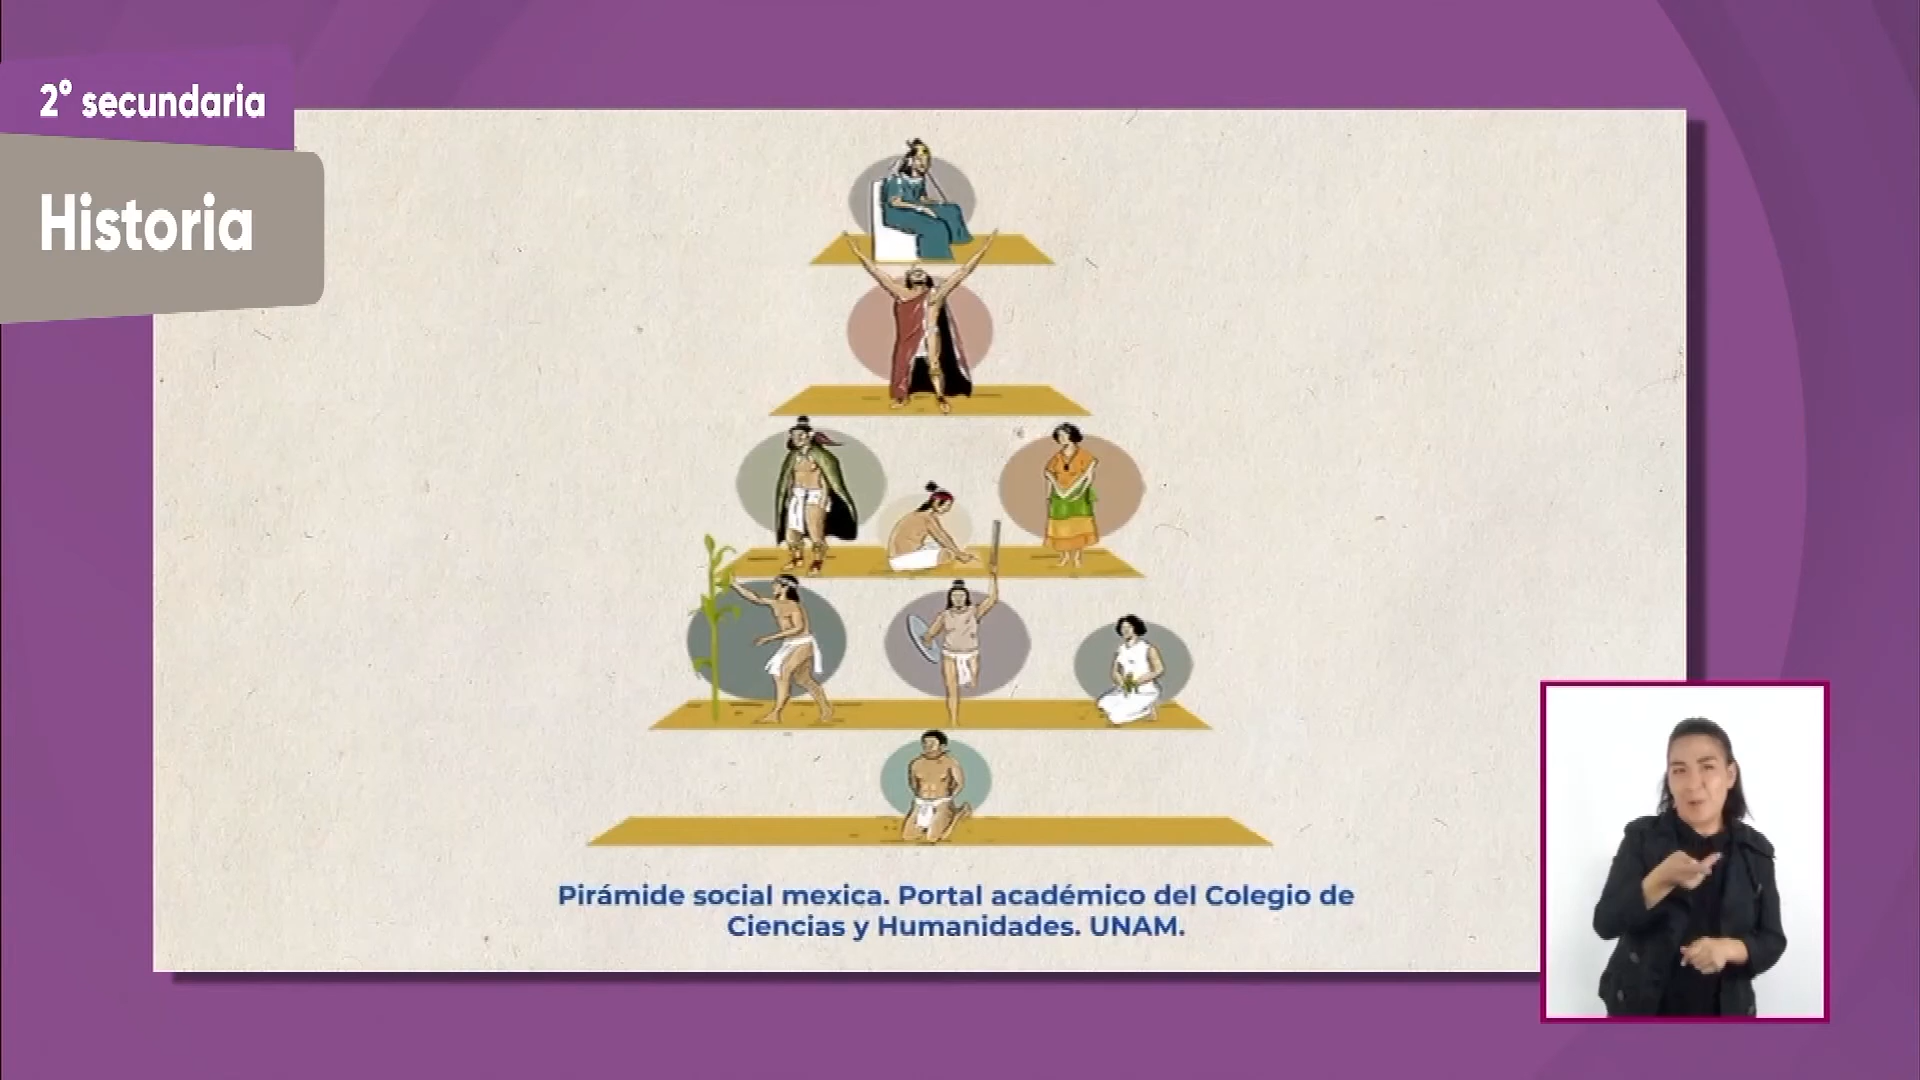 2° secundaria
Historia
Pirámide social mexica. Portal académico del Colegio de
Ciencias y Humanidades. UNAM.